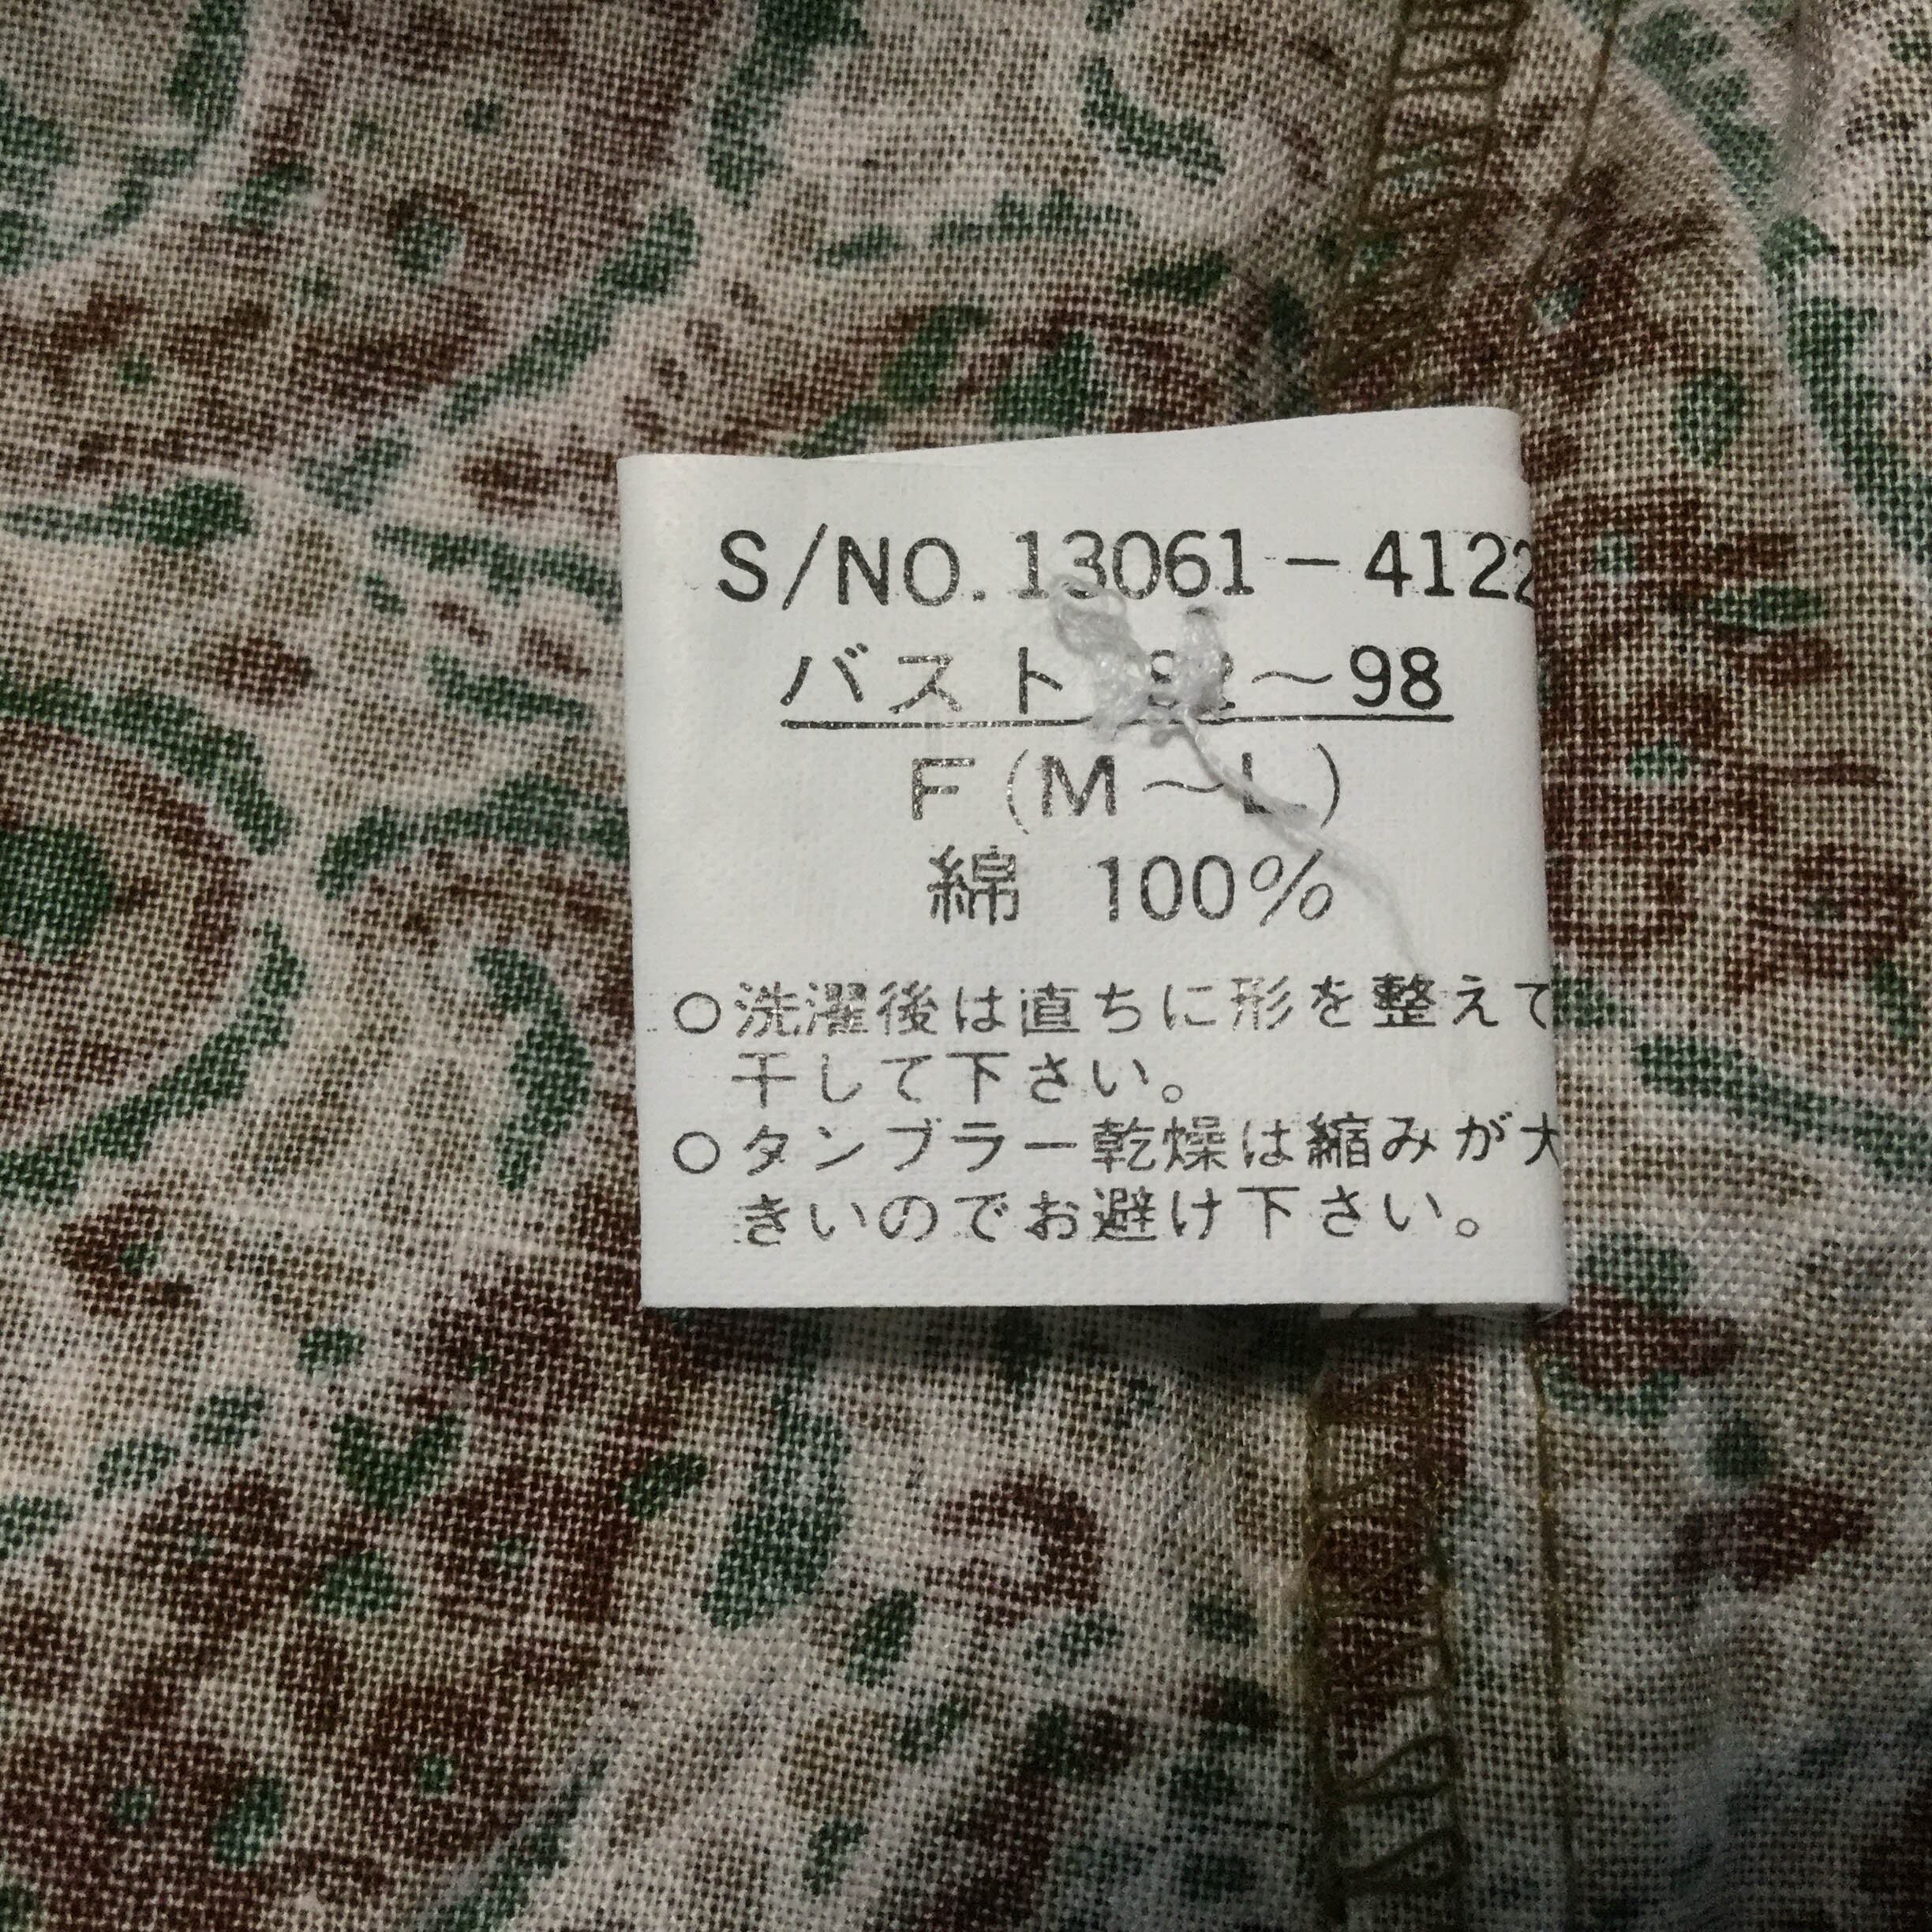 S/NO.13061-4122
バスト 82～98
F(M～L)
綿 100%
○洗濯後は直ちに形を整えて
干して下さい。
○タンブラー乾燥は縮みが大
きいのでお避け下さい。